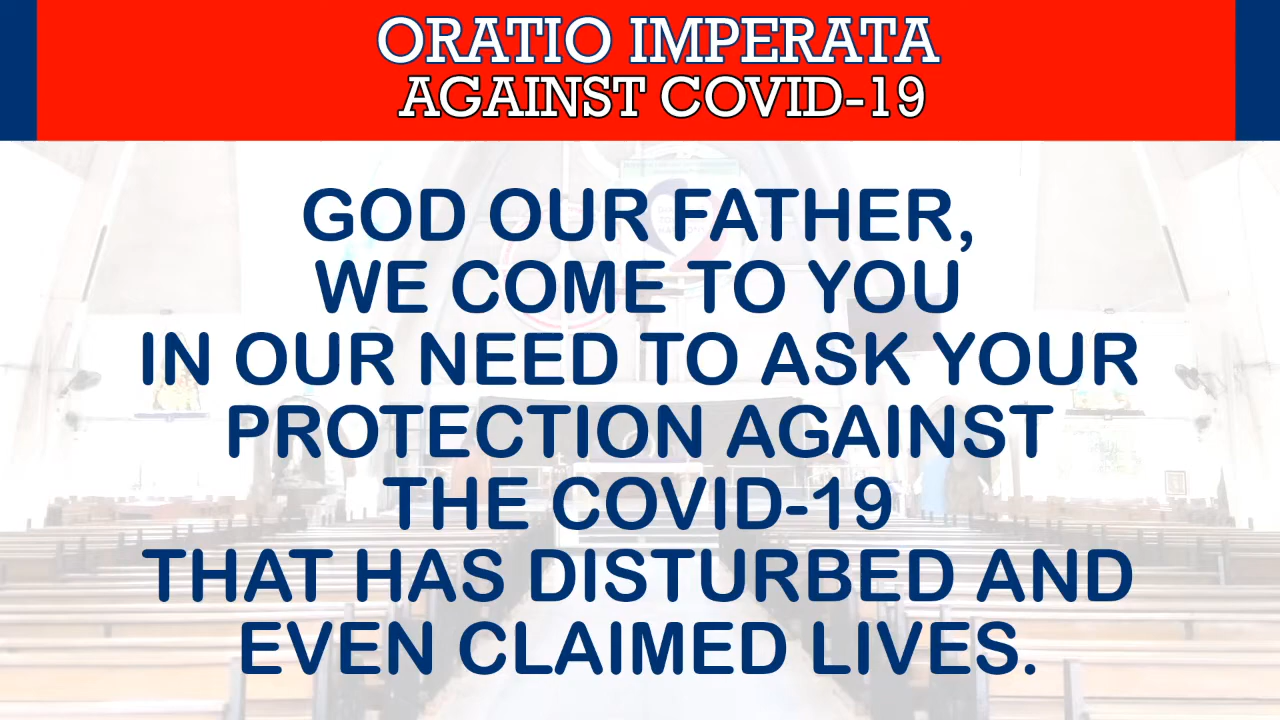 ORATIO IMPERATA
AGAINST COVID-19
GOD OUR FATHER,
WE COME TO YOU
IN OUR NEED TO ASK YOUR
PROTECTION AGAINST
THE COVID-19
THAT HAS DISTURBED AND
EVEN CLAIMED LIVES.